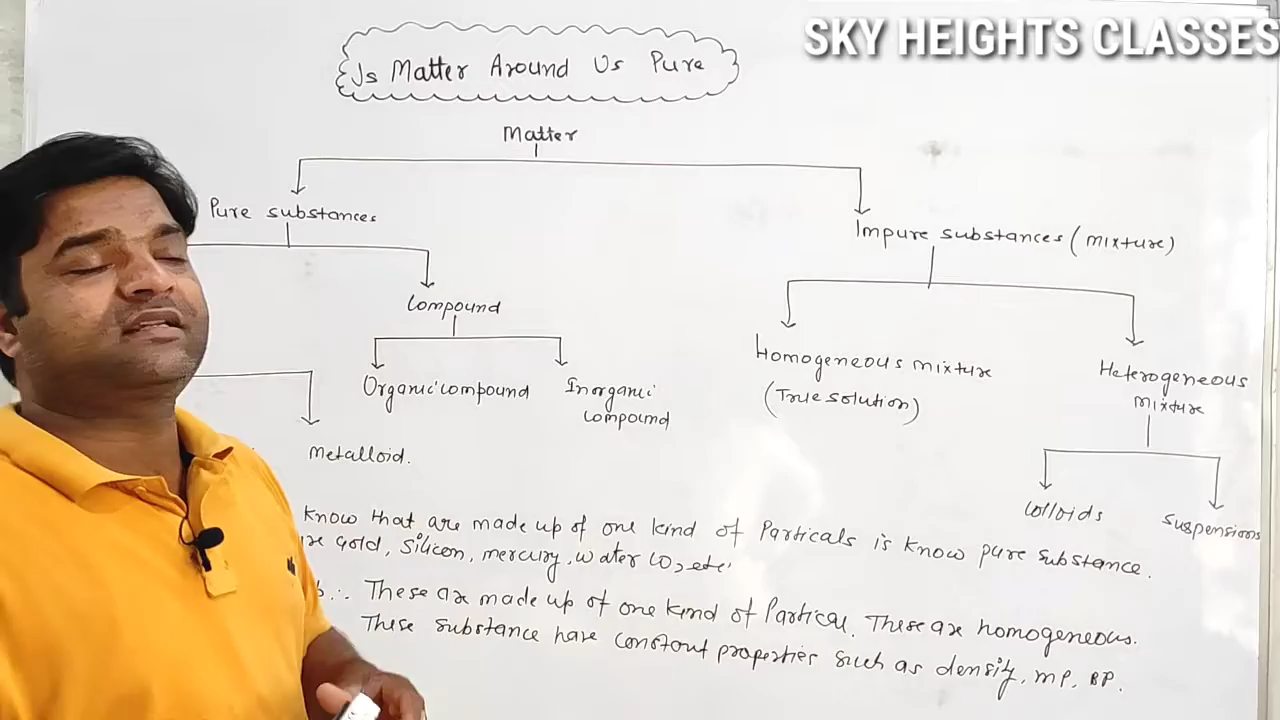 SKY HEIGHTS CLASSES
Is Matter Around Us Pure
Matter
Pure substances
Impure substances (mixture)
Compound
Homogeneous mixture
(True solution)
Heterogeneous
mixture
Organic compound
Inorganic
compound
Metalloid.
Colloids
Suspensions
Know that are made up of one kind of Particals is know pure substance.
Gold, Silicon, mercury, water CO2, etc.
These are made up of one kind of Partical. These are homogeneous.
These substance have constant properties such as density, MP, BP.